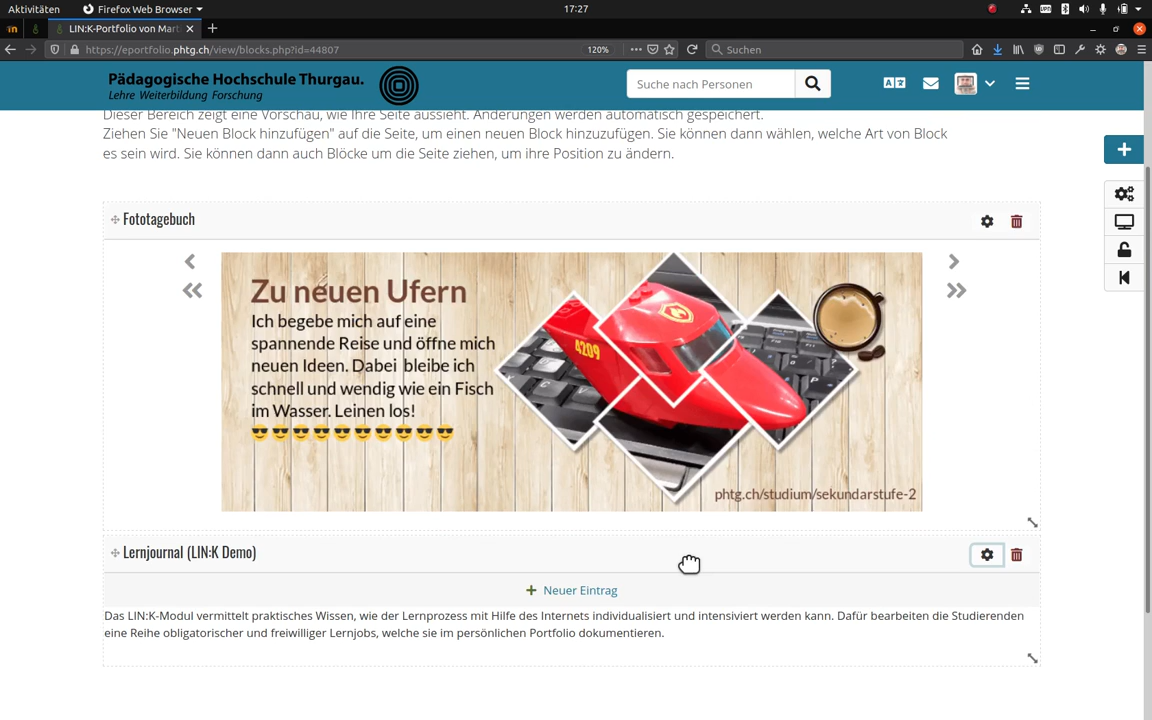 Aktivitäten
Firefox Web Browser
17:27
LIN:K-Portfolio von Mart
https://eportfolio.phtg.ch/view/blocks.php?id=44807
120%
Suchen
Pädagogische Hochschule Thurgau.
Lehre Weiterbildung Forschung
Suche nach Personen
Dieser Bereich zeigt eine Vorschau, wie Ihre Seite aussieht. Änderungen werden automatisch gespeichert.
Ziehen Sie "Neuen Block hinzufügen" auf die Seite, um einen neuen Block hinzuzufügen. Sie können dann wählen, welche Art von Block
es sein wird. Sie können dann auch Blöcke um die Seite ziehen, um ihre Position zu ändern.
Fototagebuch
Zu neuen Ufern
Ich begebe mich auf eine
spannende Reise und öffne mich
neuen Ideen. Dabei bleibe ich
schnell und wendig wie ein Fisch
im Wasser. Leinen los!
😎😎😎😎😎😎😎😎😎😎
4209
phtg.ch/studium/sekundarstufe-2
Lernjournal (LIN:K Demo)
Neuer Eintrag
Das LIN:K-Modul vermittelt praktisches Wissen, wie der Lernprozess mit Hilfe des Internets individualisiert und intensiviert werden kann. Dafür bearbeiten die Studierenden
eine Reihe obligatorischer und freiwilliger Lernjobs, welche sie im persönlichen Portfolio dokumentieren.